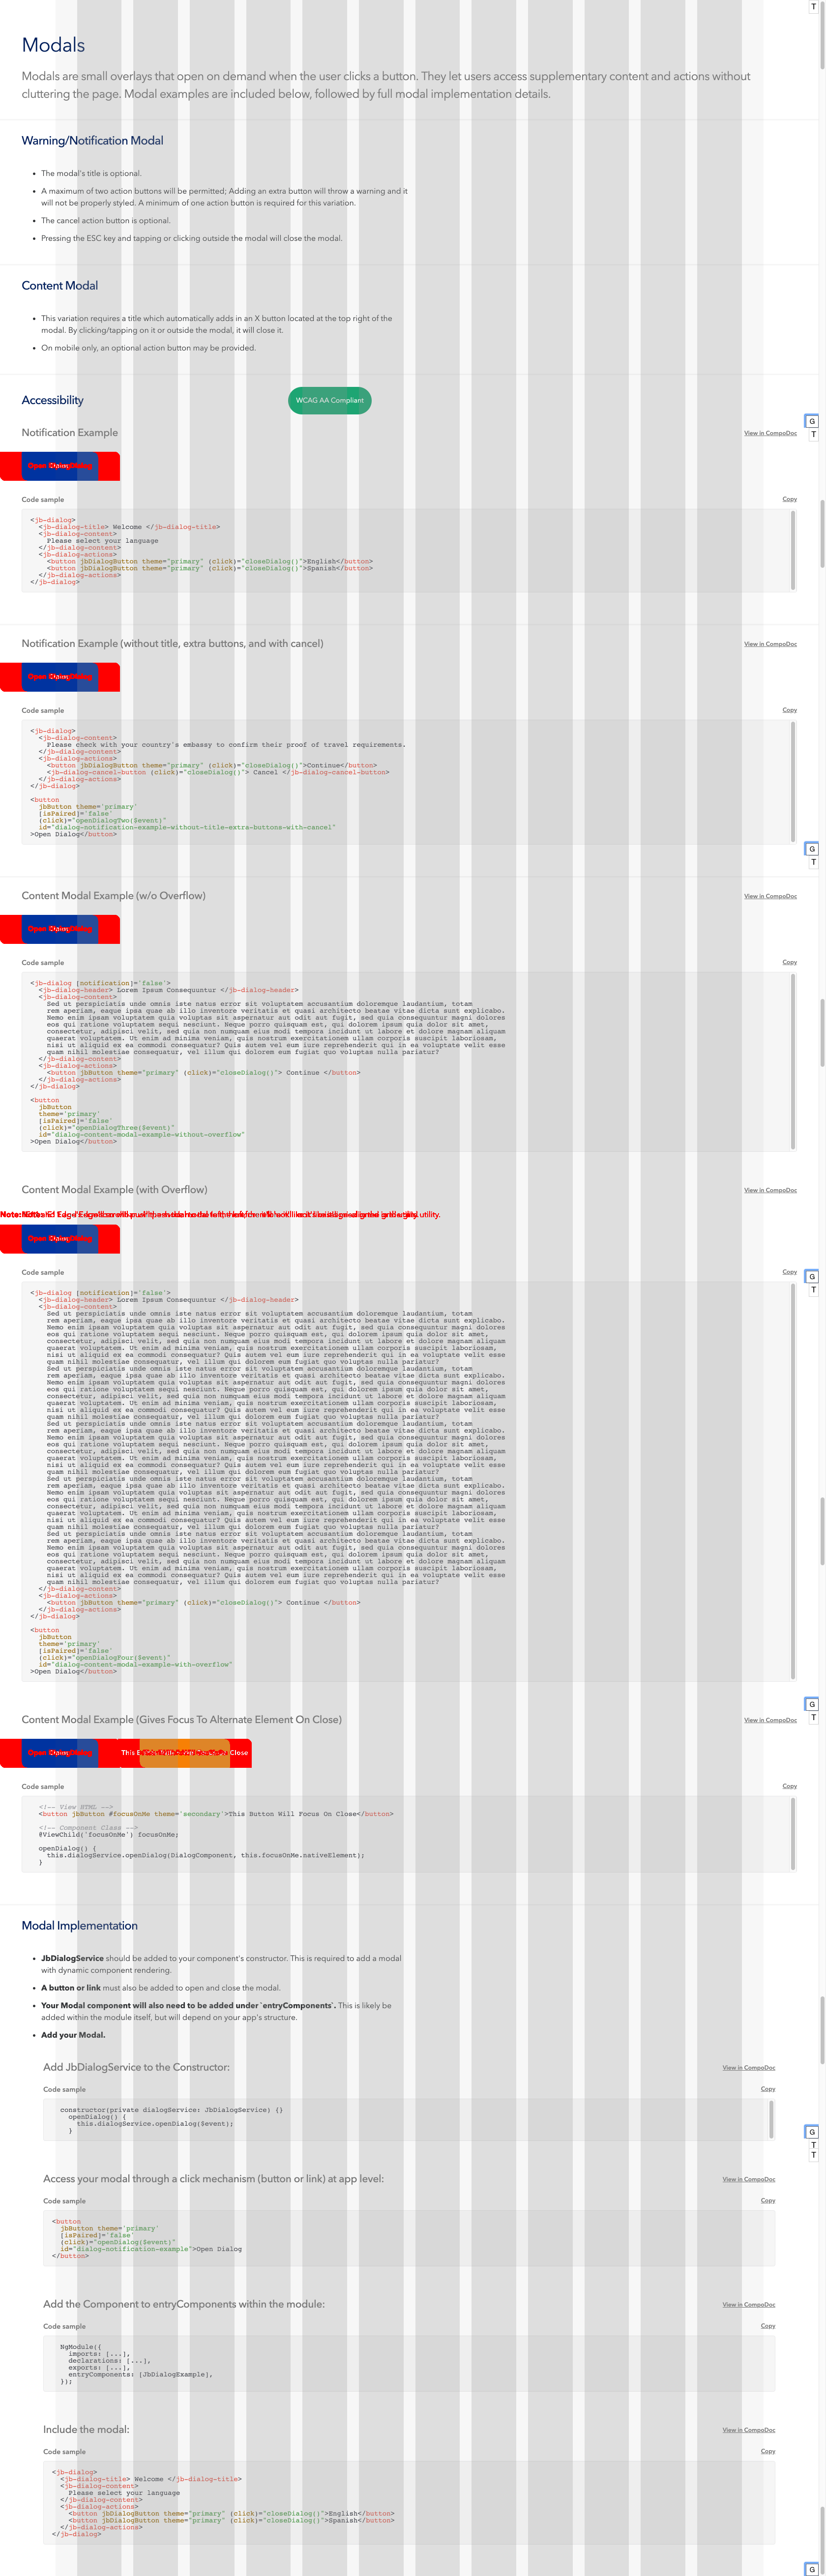 T
Modals
Modals are small overlays that open on demand when the user clicks a button. They let users access supplementary content and actions without
cluttering the page. Modal examples are included below, followed by full modal implementation details.
Warning/Notification Modal
• The modal's title is optional.
• A maximum of two action buttons will be permitted; Adding an extra button will throw a warning and it
will not be properly styled. A minimum of one action button is required for this variation.
• The cancel action button is optional.
• Pressing the ESC key and tapping or clicking outside the modal will close the modal.
Content Modal
• This variation requires a title which automatically adds in an X button located at the top right of the
modal. By clicking/tapping on it or outside the modal, it will close it.
• On mobile only, an optional action button may be provided.
Accessibility
WCAG AA Compliant
G
T
Notification Example
View in CompoDoc
Code sample
Copy
<jb-dialog>
<jb-dialog-title> Welcome </jb-dialog-title>
<jb-dialog-content>
Please select your language
</jb-dialog-content>
<jb-dialog-actions>
<button jbDialogButton theme="primary" (click)="closeDialog()">English</button>
<button jbDialogButton theme="primary" (click)="closeDialog()">Spanish</button>
</jb-dialog-actions>
</jb-dialog>
Notification Example (without title, extra buttons, and with cancel)
View in CompoDoc
Code sample
Copy
<jb-dialog>
<jb-dialog-content>
Please check with your country's embassy to confirm their proof of travel requirements.
</jb-dialog-content>
<jb-dialog-actions>
<button jbDialogButton theme="primary" (click)="closeDialog()">Continue</button>
<jb-dialog-cancel-button (click)="closeDialog()"> Cancel </jb-dialog-cancel-button>
</jb-dialog-actions>
</jb-dialog>
<button
jbButton theme='primary'
[isPaired]='false'
(click)="openDialogTwo($event)"
id="dialog-notification-example-without-title-extra-buttons-with-cancel"
>Open Dialog</button>
G
T
Content Modal Example (w/o Overflow)
View in CompoDoc
Code sample
Copy
<jb-dialog [notification]='false'>
<jb-dialog-header> Lorem Ipsum Consequuntur </jb-dialog-header>
<jb-dialog-content>
Sed ut perspiciatis unde omnis iste natus error sit voluptatem accusantium doloremque laudantium, totam
rem aperiam, eaque ipsa quae ab illo inventore veritatis et quasi architecto beatae vitae dicta sunt explicabo.
Nemo enim ipsam voluptatem quia voluptas sit aspernatur aut odit aut fugit, sed quia consequuntur magni dolores
eos qui ratione voluptatem sequi nesciunt. Neque porro quisquam est, qui dolorem ipsum quia dolor sit amet,
consectetur, adipisci velit, sed quia non numquam eius modi tempora incidunt ut labore et dolore magnam aliquam
quaerat voluptatem. Ut enim ad minima veniam, quis nostrum exercitationem ullam corporis suscipit laboriosam,
nisi ut aliquid ex ea commodi consequatur? Quis autem vel eum iure reprehenderit qui in ea voluptate velit esse
quam nihil molestiae consequatur, vel illum qui dolorem eum fugiat quo voluptas nulla pariatur?
</jb-dialog-content>
<jb-dialog-actions>
<button jbDialogButton theme="primary" (click)="closeDialog()"> Continue </button>
</jb-dialog-actions>
</jb-dialog>
<button
jbButton
theme='primary'
[isPaired]='false'
(click)="openDialogThree($event)"
id="dialog-content-modal-example-without-overflow"
>Open Dialog</button>
Content Modal Example (with Overflow)
View in CompoDoc
Code sample
Copy
G
T
<jb-dialog [notification]='false'>
<jb-dialog-header> Lorem Ipsum Consequuntur </jb-dialog-header>
<jb-dialog-content>
Sed ut perspiciatis unde omnis iste natus error sit voluptatem accusantium doloremque laudantium, totam
rem aperiam, eaque ipsa quae ab illo inventore veritatis et quasi architecto beatae vitae dicta sunt explicabo.
Nemo enim ipsam voluptatem quia voluptas sit aspernatur aut odit aut fugit, sed quia consequuntur magni dolores
eos qui ratione voluptatem sequi nesciunt. Neque porro quisquam est, qui dolorem ipsum quia dolor sit amet,
consectetur, adipisci velit, sed quia non numquam eius modi tempora incidunt ut labore et dolore magnam aliquam
quaerat voluptatem. Ut enim ad minima veniam, quis nostrum exercitationem ullam corporis suscipit laboriosam,
nisi ut aliquid ex ea commodi consequatur? Quis autem vel eum iure reprehenderit qui in ea voluptate velit esse
quam nihil molestiae consequatur, vel illum qui dolorem eum fugiat quo voluptas nulla pariatur?
Sed ut perspiciatis unde omnis iste natus error sit voluptatem accusantium doloremque laudantium, totam
rem aperiam, eaque ipsa quae ab illo inventore veritatis et quasi architecto beatae vitae dicta sunt explicabo.
Nemo enim ipsam voluptatem quia voluptas sit aspernatur aut odit aut fugit, sed quia consequuntur magni dolores
eos qui ratione voluptatem sequi nesciunt. Neque porro quisquam est, qui dolorem ipsum quia dolor sit amet,
consectetur, adipisci velit, sed quia non numquam eius modi tempora incidunt ut labore et dolore magnam aliquam
quaerat voluptatem. Ut enim ad minima veniam, quis nostrum exercitationem ullam corporis suscipit laboriosam,
nisi ut aliquid ex ea commodi consequatur? Quis autem vel eum iure reprehenderit qui in ea voluptate velit esse
quam nihil molestiae consequatur, vel illum qui dolorem eum fugiat quo voluptas nulla pariatur?
Sed ut perspiciatis unde omnis iste natus error sit voluptatem accusantium doloremque laudantium, totam
rem aperiam, eaque ipsa quae ab illo inventore veritatis et quasi architecto beatae vitae dicta sunt explicabo.
Nemo enim ipsam voluptatem quia voluptas sit aspernatur aut odit aut fugit, sed quia consequuntur magni dolores
eos qui ratione voluptatem sequi nesciunt. Neque porro quisquam est, qui dolorem ipsum quia dolor sit amet,
consectetur, adipisci velit, sed quia non numquam eius modi tempora incidunt ut labore et dolore magnam aliquam
quaerat voluptatem. Ut enim ad minima veniam, quis nostrum exercitationem ullam corporis suscipit laboriosam,
nisi ut aliquid ex ea commodi consequatur? Quis autem vel eum iure reprehenderit qui in ea voluptate velit esse
quam nihil molestiae consequatur, vel illum qui dolorem eum fugiat quo voluptas nulla pariatur?
Sed ut perspiciatis unde omnis iste natus error sit voluptatem accusantium doloremque laudantium, totam
rem aperiam, eaque ipsa quae ab illo inventore veritatis et quasi architecto beatae vitae dicta sunt explicabo.
Nemo enim ipsam voluptatem quia voluptas sit aspernatur aut odit aut fugit, sed quia consequuntur magni dolores
eos qui ratione voluptatem sequi nesciunt. Neque porro quisquam est, qui dolorem ipsum quia dolor sit amet,
consectetur, adipisci velit, sed quia non numquam eius modi tempora incidunt ut labore et dolore magnam aliquam
quaerat voluptatem. Ut enim ad minima veniam, quis nostrum exercitationem ullam corporis suscipit laboriosam,
nisi ut aliquid ex ea commodi consequatur? Quis autem vel eum iure reprehenderit qui in ea voluptate velit esse
quam nihil molestiae consequatur, vel illum qui dolorem eum fugiat quo voluptas nulla pariatur?
Sed ut perspiciatis unde omnis iste natus error sit voluptatem accusantium doloremque laudantium, totam
rem aperiam, eaque ipsa quae ab illo inventore veritatis et quasi architecto beatae vitae dicta sunt explicabo.
Nemo enim ipsam voluptatem quia voluptas sit aspernatur aut odit aut fugit, sed quia consequuntur magni dolores
eos qui ratione voluptatem sequi nesciunt. Neque porro quisquam est, qui dolorem ipsum quia dolor sit amet,
consectetur, adipisci velit, sed quia non numquam eius modi tempora incidunt ut labore et dolore magnam aliquam
quaerat voluptatem. Ut enim ad minima veniam, quis nostrum exercitationem ullam corporis suscipit laboriosam,
nisi ut aliquid ex ea commodi consequatur? Quis autem vel eum iure reprehenderit qui in ea voluptate velit esse
quam nihil molestiae consequatur, vel illum qui dolorem eum fugiat quo voluptas nulla pariatur?
</jb-dialog-content>
<jb-dialog-actions>
<button jbDialogButton theme="primary" (click)="closeDialog()"> Continue </button>
</jb-dialog-actions>
</jb-dialog>
<button
jbButton
theme='primary'
[isPaired]='false'
(click)="openDialogFour($event)"
id="dialog-content-modal-example-with-overflow"
>Open Dialog</button>
G
T
Content Modal Example (Gives Focus To Alternate Element On Close)
View in CompoDoc
Code sample
Copy
<!-- View HTML -->
<button jbButton #focusOnMe theme='secondary'>This Button Will Focus On Close</button>
<!-- Component Class -->
@ViewChild('focusOnMe') focusOnMe;
openDialog() {
this.dialogService.openDialog(DialogComponent, this.focusOnMe.nativeElement);
}
Modal Implementation
• JbDialogService should be added to your component's constructor. This is required to add a modal
with dynamic component rendering.
• A button or link must also be added to open and close the modal.
• Your Modal component will also need to be added under `entryComponents`. This is likely be
added within the module itself, but will depend on your app's structure.
• Add your Modal.
Add JbDialogService to the Constructor:
View in CompoDoc
Code sample
Copy
constructor(private dialogService: JbDialogService) {}
openDialog() {
this.dialogService.openDialog($event);
}
G
T
T
Access your modal through a click mechanism (button or link) at app level:
View in CompoDoc
Code sample
Copy
<button
jbButton theme='primary'
[isPaired]='false'
(click)="openDialog($event)"
id="dialog-notification-example">Open Dialog
</button>
Add the Component to entryComponents within the module:
View in CompoDoc
Code sample
Copy
NgModule({
imports: [...],
declarations: [...],
exports: [...],
entryComponents: [JbDialogExample],
});
Include the modal:
View in CompoDoc
Code sample
Copy
<jb-dialog>
<jb-dialog-title> Welcome </jb-dialog-title>
<jb-dialog-content>
Please select your language
</jb-dialog-content>
<jb-dialog-actions>
<button jbDialogButton theme="primary" (click)="closeDialog()">English</button>
<button jbDialogButton theme="primary" (click)="closeDialog()">Spanish</button>
</jb-dialog-actions>
</jb-dialog>
G